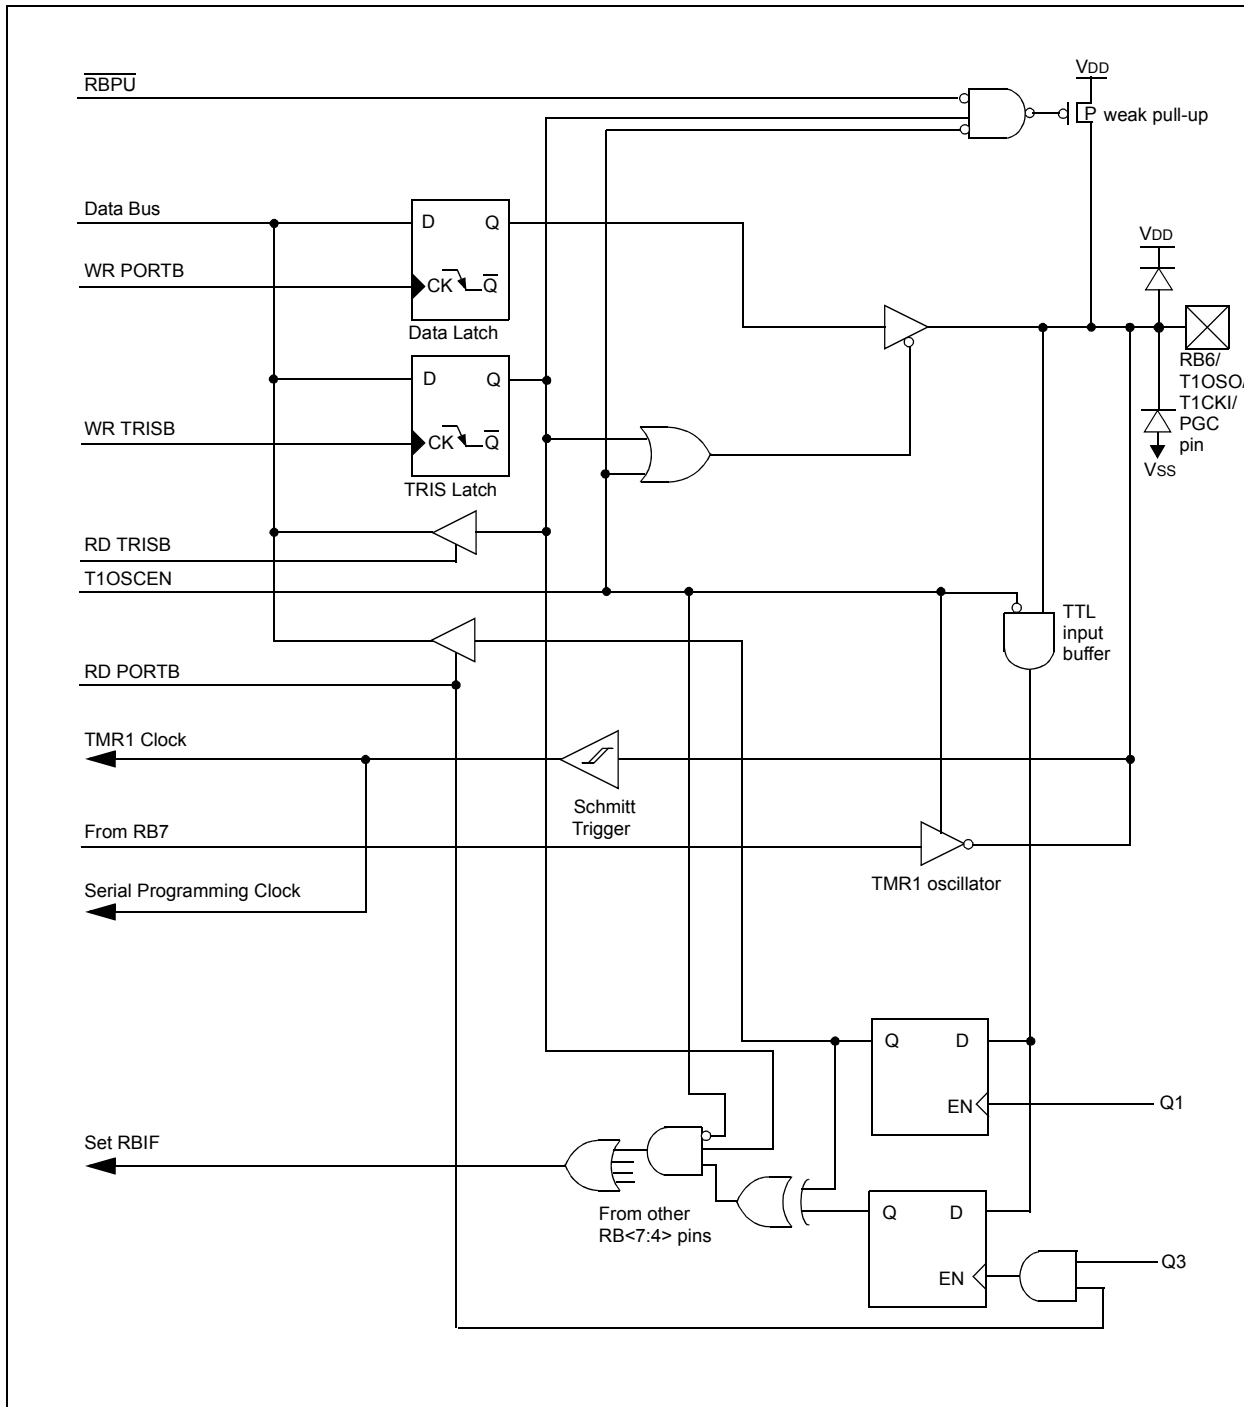 RBPU
VDD
P weak pull-up
Data Bus
D Q
VDD
WR PORTB
CK Q
Data Latch
RB6/
T1OSO/
T1CKI/
PGC
pin
D Q
WR TRISB
CK Q
VSS
TRIS Latch
RD TRISB
T1OSCEN
TTL
input
buffer
RD PORTB
TMR1 Clock
Schmitt
Trigger
From RB7
TMR1 oscillator
Serial Programming Clock
Q D
EN
Q1
Set RBIF
From other
RB<7:4> pins
Q D
Q3
EN